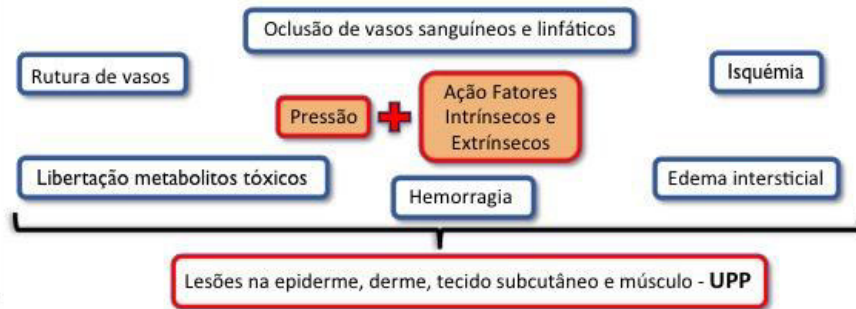 Oclusão de vasos sanguíneos e linfáticos
Rutura de vasos
Isquémia
Pressão
Ação Fatores
Intrínsecos e
Extrínsecos
Libertação metabolitos tóxicos
Hemorragia
Edema intersticial
Lesões na epiderme, derme, tecido subcutâneo e músculo - UPP